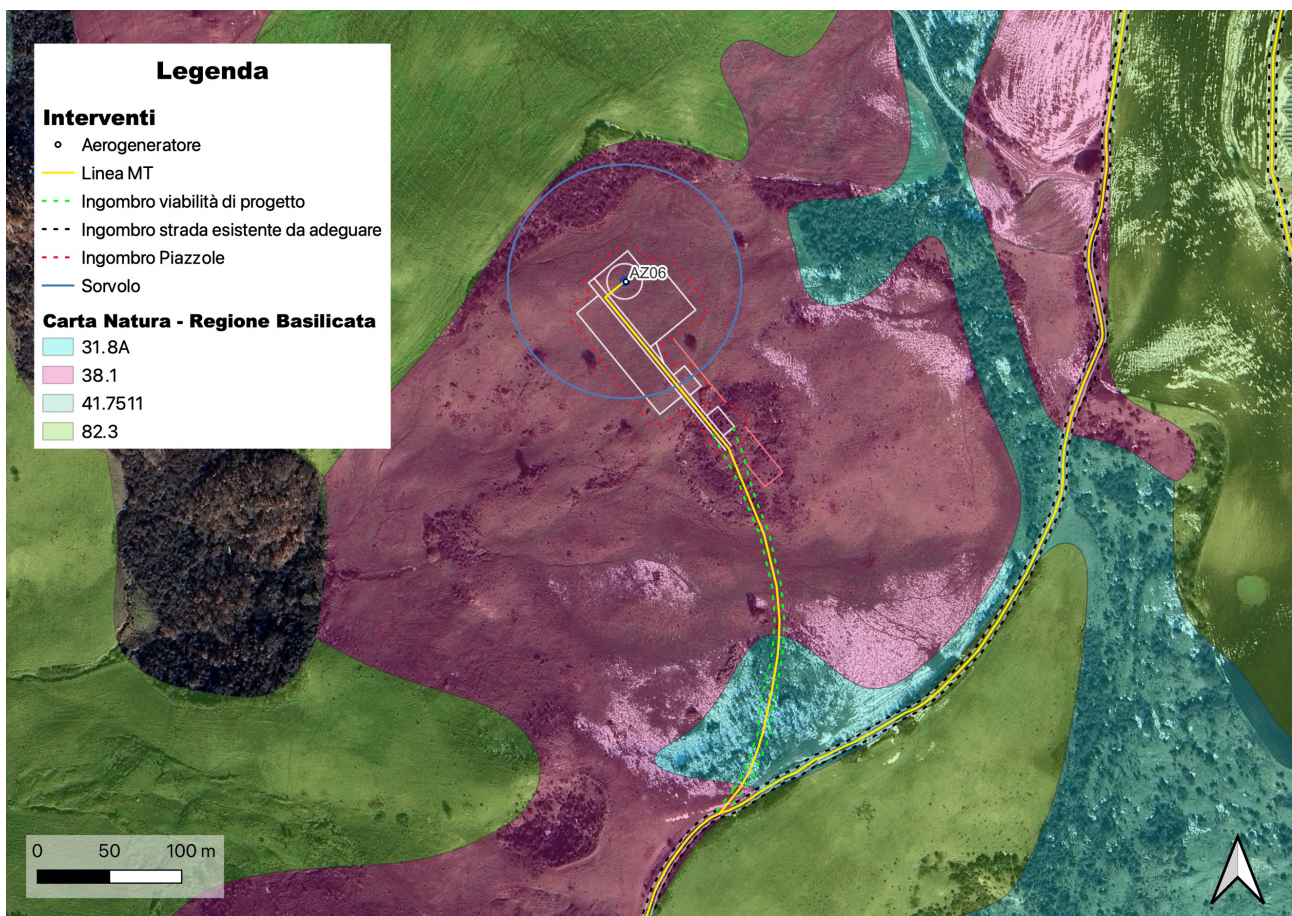 Legenda
Interventi
Aerogeneratore
Linea MT
Ingombro viabilità di progetto
Ingombro strada esistente da adeguare
Ingombro Piazzole
Sorvolo
Carta Natura - Regione Basilicata
31.8A
38.1
41.7511
82.3
AZ06
0 50 100 m